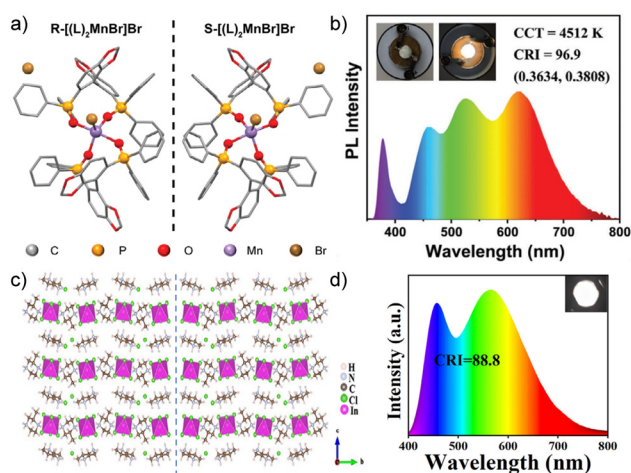 a)
R-[(L)₂MnBr]Br
S-[(L)₂MnBr]Br
C P O Mn Br
b)
CCT = 4512 K
CRI = 96.9
(0.3634, 0.3808)
PL Intensity
400 500 600 700 800
Wavelength (nm)
c)
H
N
C
Cl
In
c
b
d)
CRI=88.8
Intensity (a.u.)
400 500 600 700 800
Wavelength (nm)